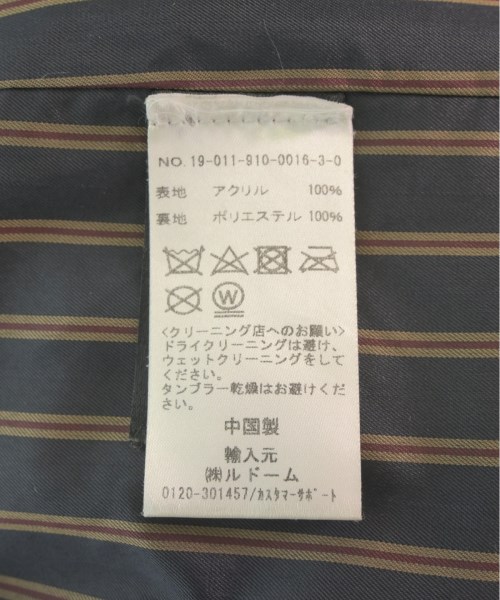 NO. 19-011-910-0016-3-0
表地 アクリル 100%
裏地 ポリエステル 100%
W
<クリーニング店へのお願い>
ドライクリーニングは避け、
ウェットクリーニングをして
ください。
タンブラー乾燥はお避けくだ
さい。
中国製
輸入元
㈱ルドーム
0120-301457/カスタマーサポート